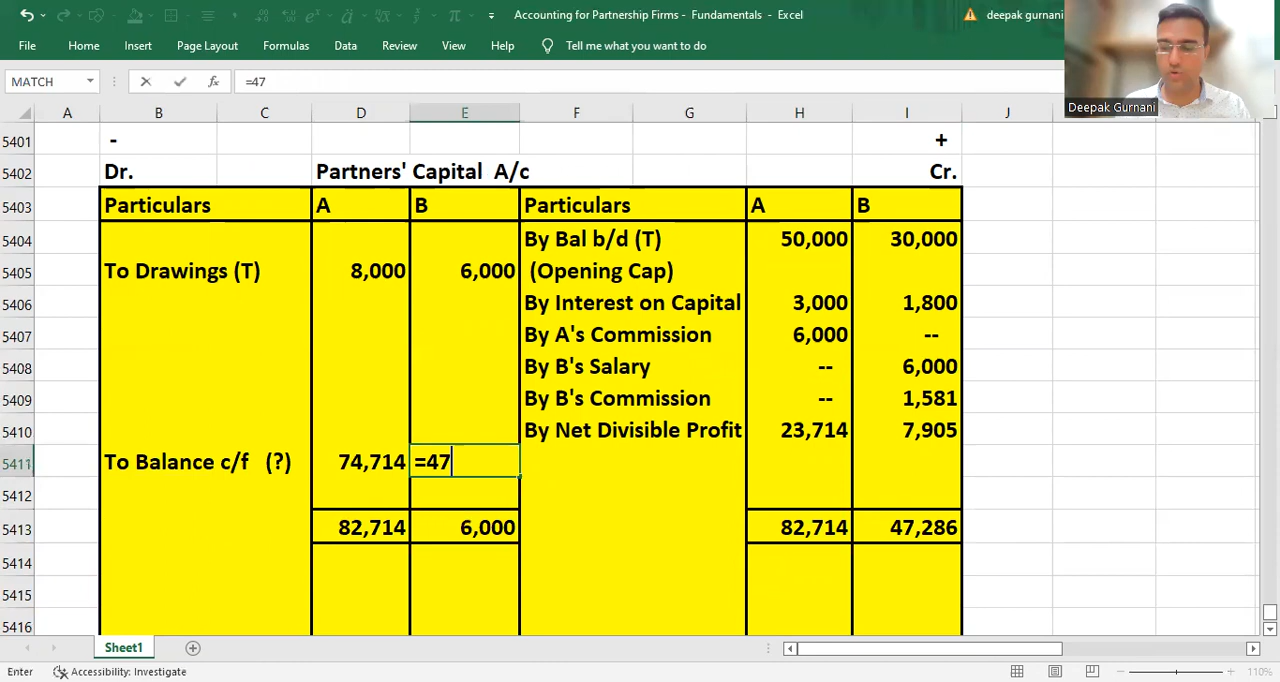 Accounting for Partnership Firms - Fundamentals - Excel
deepak gurnani
File Home Insert Page Layout Formulas Data Review View Help Tell me what you want to do
MATCH fx =47
Deepak Gurnani
A B C D E F G H I J
5401 - +
5402 Dr. Partners' Capital A/c Cr.
5403 Particulars A B Particulars A B
5404 By Bal b/d (T) 50,000 30,000
5405 To Drawings (T) 8,000 6,000 (Opening Cap)
5406 By Interest on Capital 3,000 1,800
5407 By A's Commission 6,000 --
5408 By B's Salary -- 6,000
5409 By B's Commission -- 1,581
5410 By Net Divisible Profit 23,714 7,905
5411 To Balance c/f (?) 74,714 =47
5412
5413 82,714 6,000 82,714 47,286
5414
5415
5416
Sheet1
Enter Accessibility: Investigate 110%